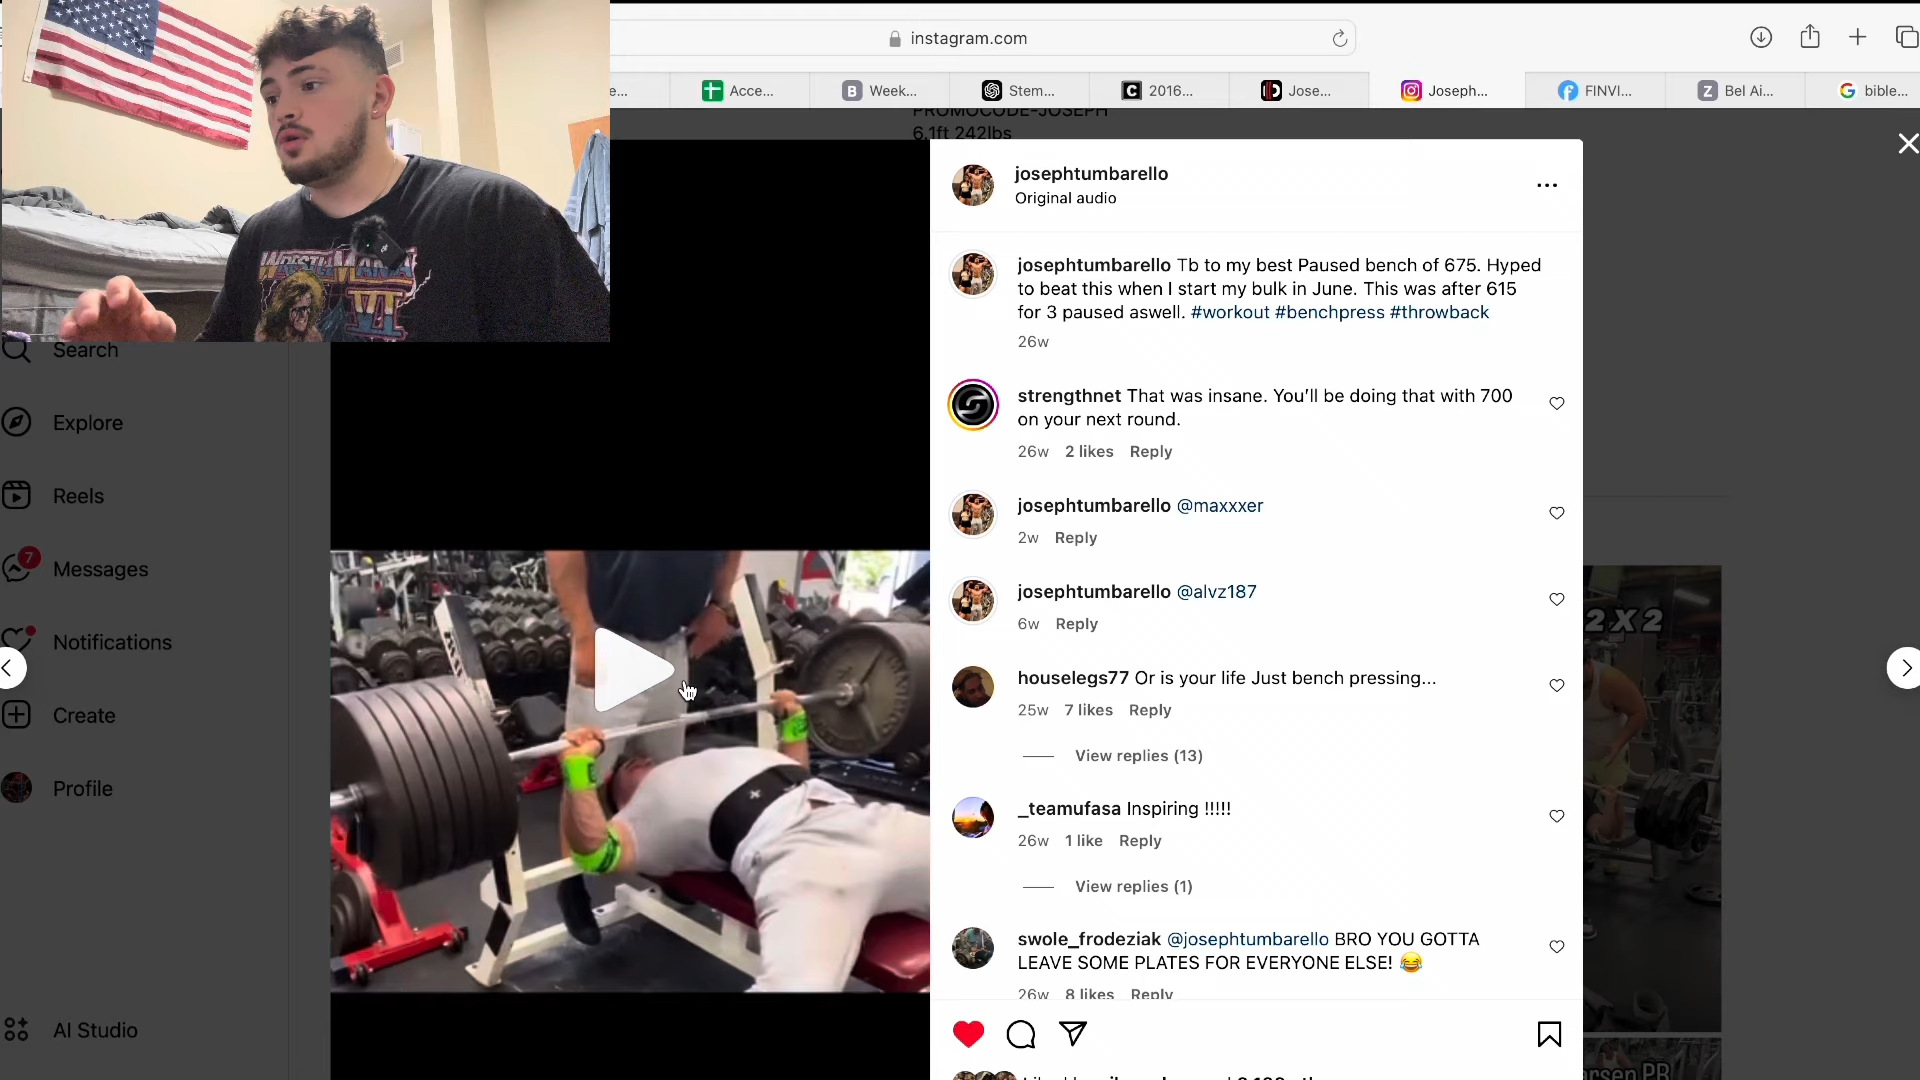 instagram.com
e...
Acce...
Week...
Stem...
2016...
Jose...
Joseph...
FINVI...
Bel Ai...
bible...
PROMOCODE-JOSEPH
6.1ft 242lbs
WRESTLEMANIA
VI
josephtumbarello
Original audio
josephtumbarello Tb to my best Paused bench of 675. Hyped
to beat this when I start my bulk in June. This was after 615
for 3 paused aswell. #workout #benchpress #throwback
26w
strengthnet That was insane. You'll be doing that with 700
on your next round.
26w 2 likes Reply
josephtumbarello @maxxxer
2w Reply
josephtumbarello @alvz187
6w Reply
houselegs77 Or is your life Just bench pressing...
25w 7 likes Reply
View replies (13)
_teamufasa Inspiring !!!!!
26w 1 like Reply
View replies (1)
swole_frodeziak @josephtumbarello BRO YOU GOTTA
LEAVE SOME PLATES FOR EVERYONE ELSE! 😂
26w 8 likes Reply
Search
Explore
Reels
7
Messages
Notifications
Create
Profile
AI Studio
2X2
arsen PR